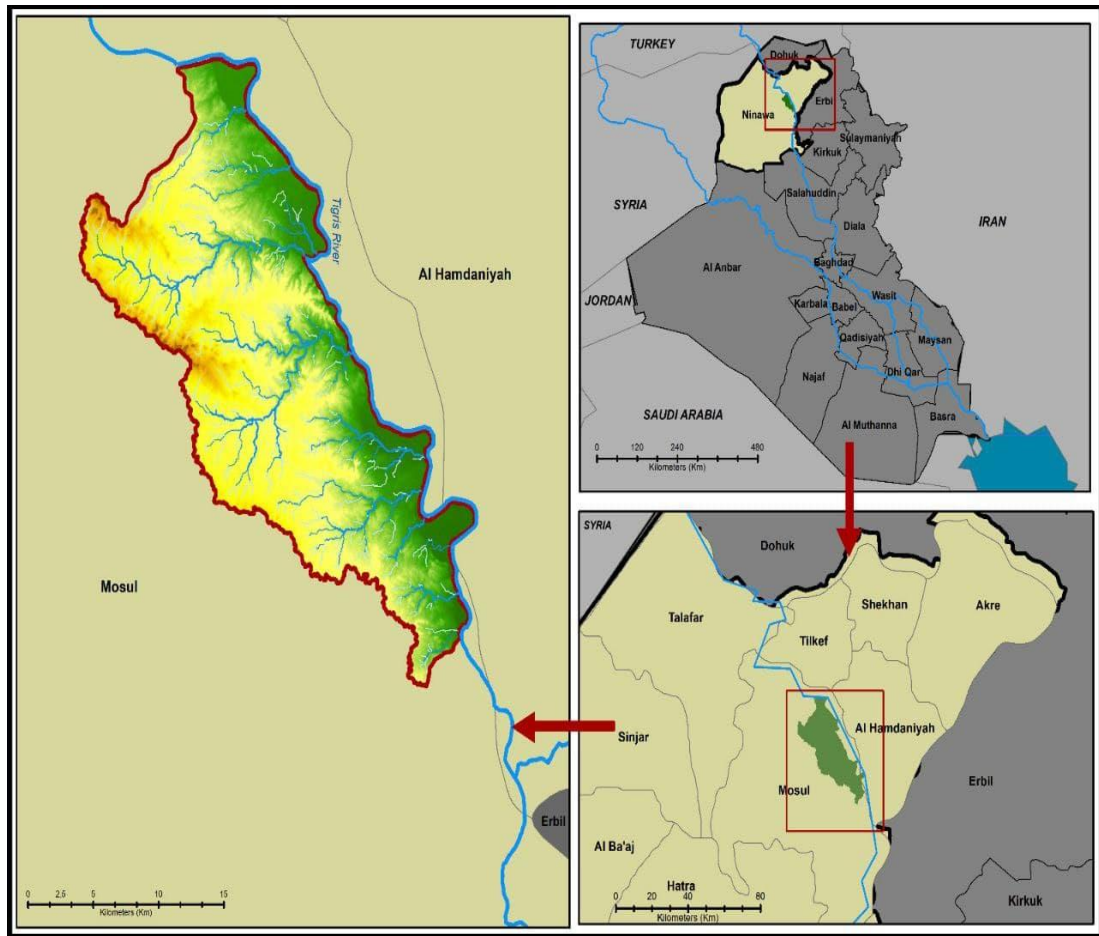 Tigris River
Al Hamdaniyah
Mosul
Erbil
0 2.5 5 10 15
Kilometers (Km)
TURKEY
Dohuk
Ninawa
Erbi
Sulaymaniyah
Kirkuk
Salahuddin
SYRIA
Diala
IRAN
Al Anbar
Baghdad
JORDAN
Karbala
Babel
Wasit
Qadisiyah
Maysan
Najaf
Dhi Qar
SAUDI ARABIA
Al Muthanna
Basra
0 120 240 480
Kilometers (Km)
SYRIA
Dohuk
Talafar
Shekhan
Akre
Tilkef
Al Hamdaniyah
Sinjar
Mosul
Erbil
Al Ba'aj
Hatra
Kirkuk
0 20 40 80
Kilometers (Km)